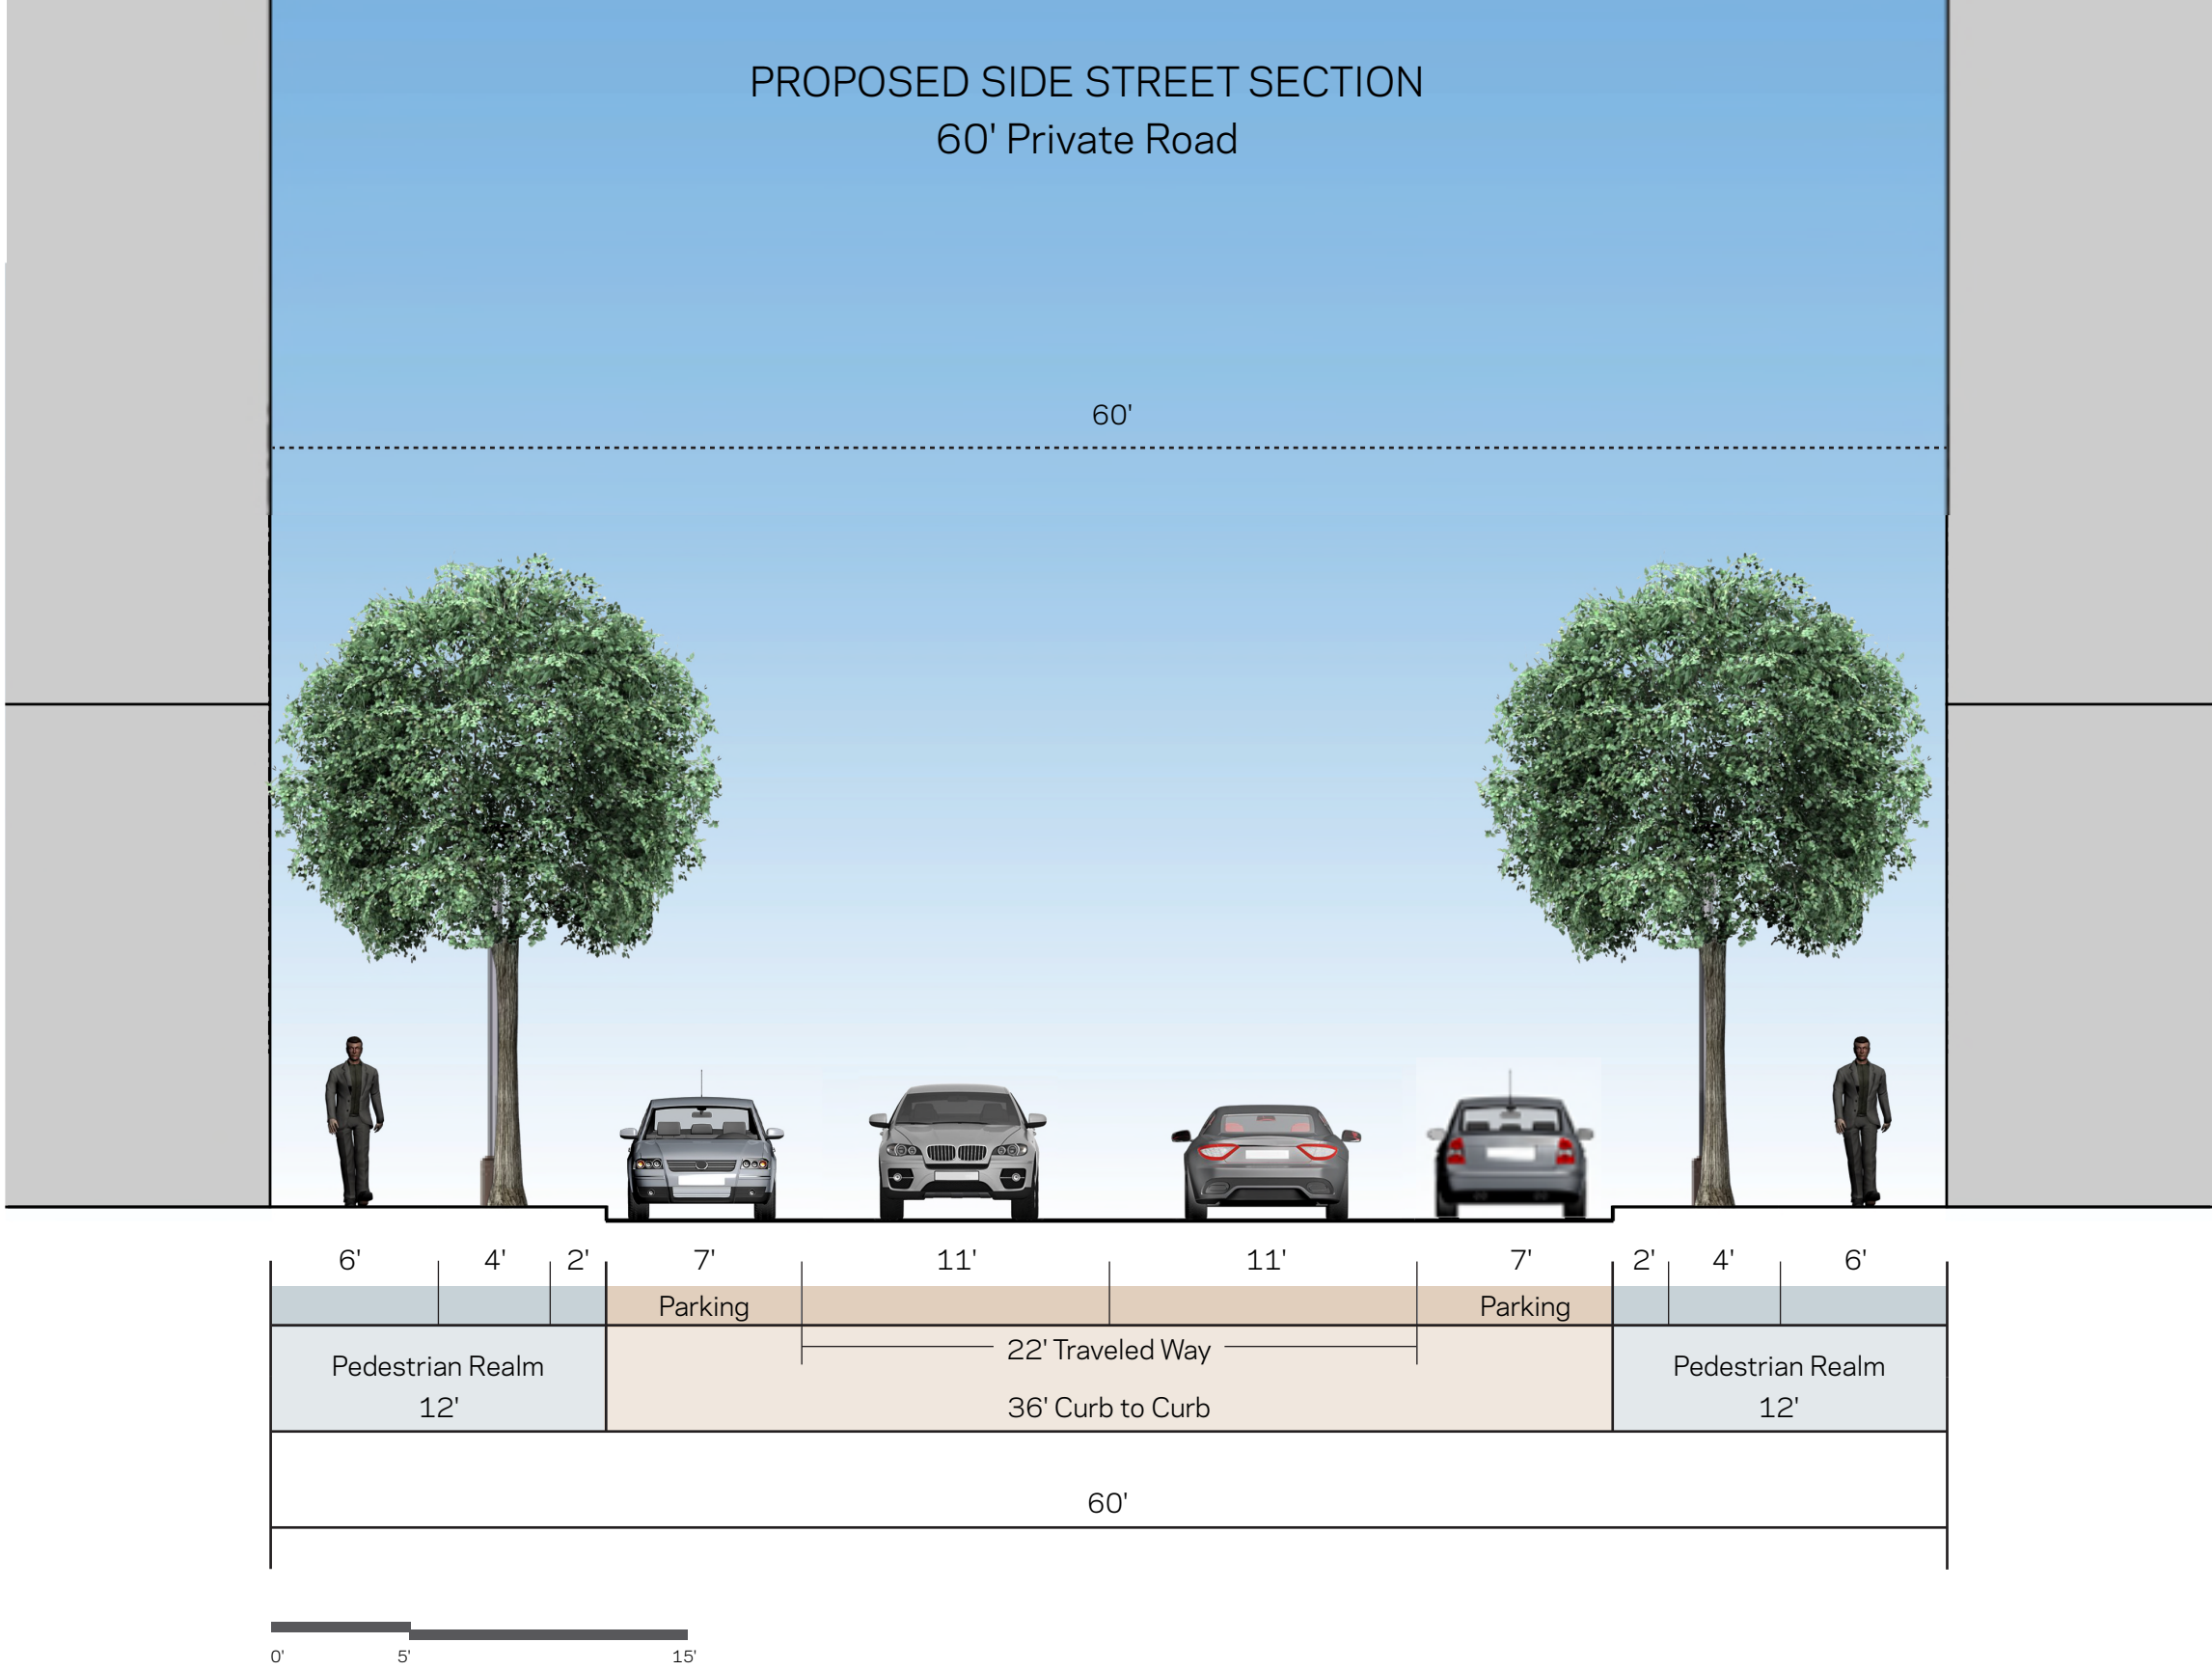 PROPOSED SIDE STREET SECTION
60' Private Road
60'
6' 4' 2' 7' 11' 11' 7' 2' 4' 6'
Parking Parking
22' Traveled Way
Pedestrian Realm Pedestrian Realm
12' 36' Curb to Curb 12'
60'
0' 5' 15'